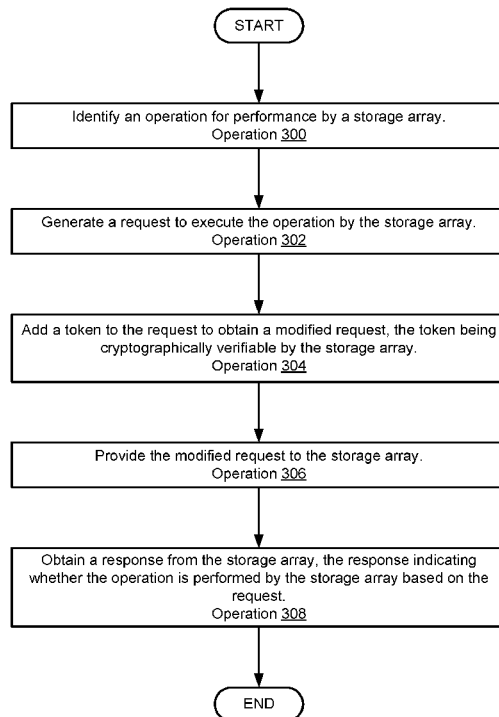 START
Identify an operation for performance by a storage array.
Operation 300
Generate a request to execute the operation by the storage array.
Operation 302
Add a token to the request to obtain a modified request, the token being
cryptographically verifiable by the storage array.
Operation 304
Provide the modified request to the storage array.
Operation 306
Obtain a response from the storage array, the response indicating
whether the operation is performed by the storage array based on the
request.
Operation 308
END